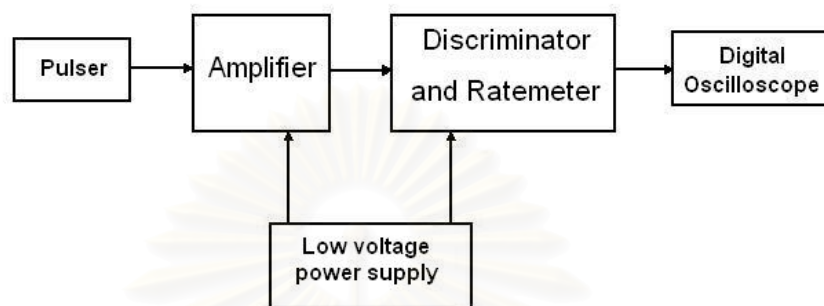 Pulser
Amplifier
Discriminator
and Ratemeter
Digital
Oscilloscope
Low voltage
power supply